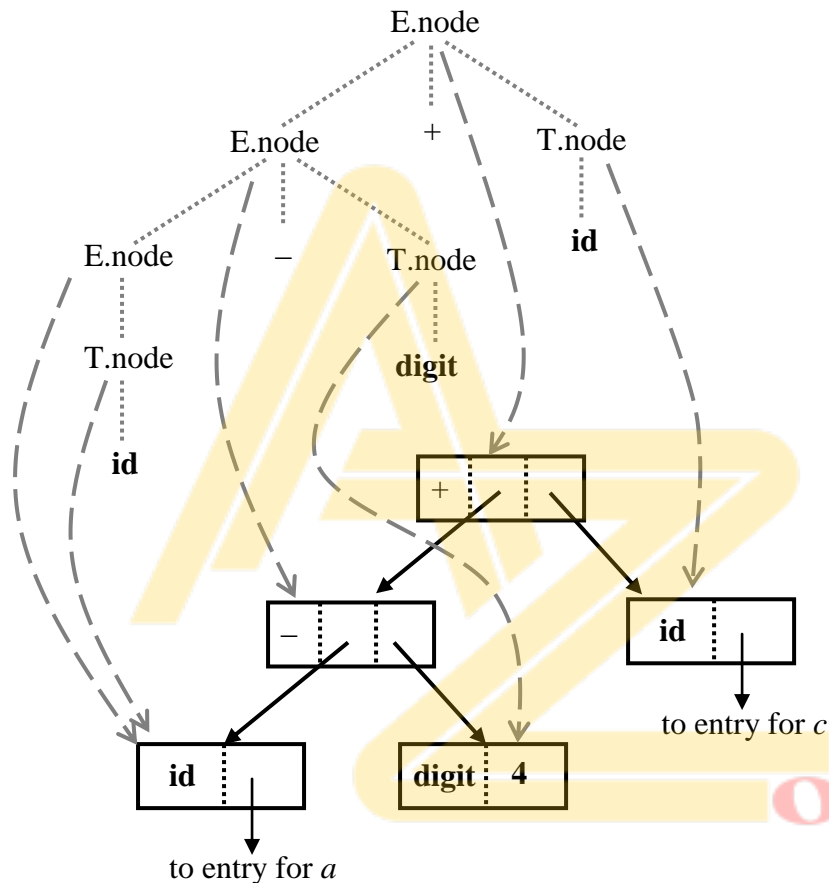 E.node
E.node + T.node
E.node – T.node id
T.node digit
id
+
– id
to entry for c
id digit 4
to entry for a